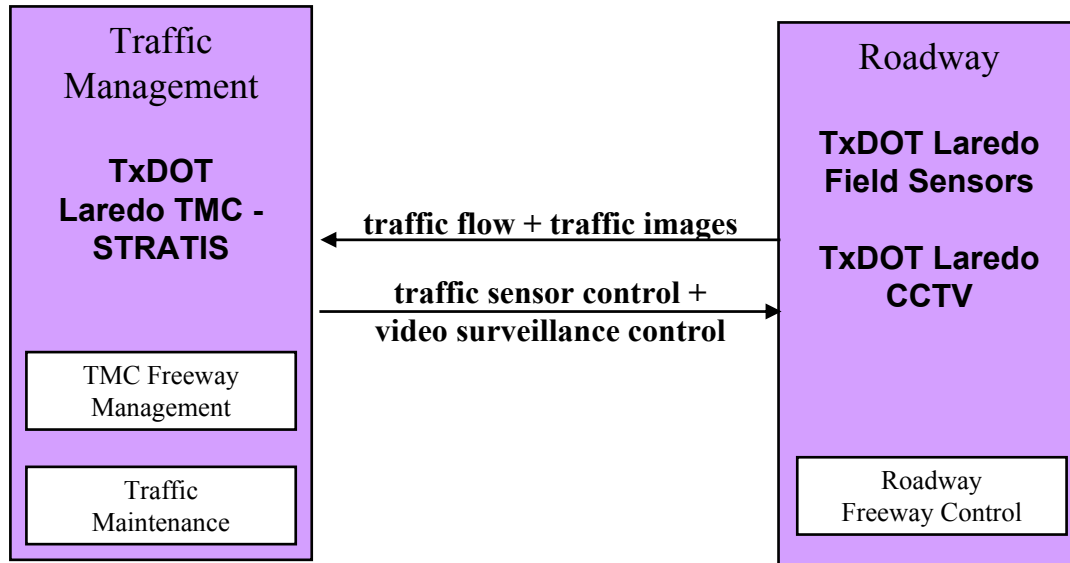 Traffic
Management
TxDOT
Laredo TMC -
STRATIS
TMC Freeway
Management
Traffic
Maintenance
traffic flow + traffic images
traffic sensor control +
video surveillance control
Roadway
TxDOT Laredo
Field Sensors
TxDOT Laredo
CCTV
Roadway
Freeway Control